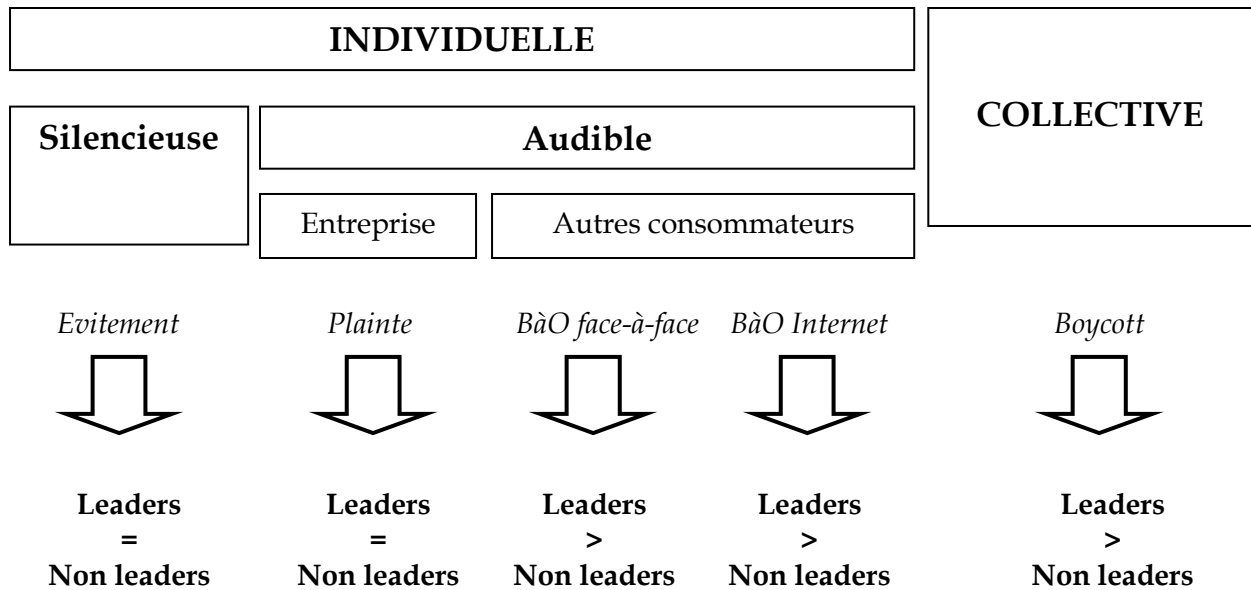 INDIVIDUELLE
COLLECTIVE
Silencieuse
Audible
Entreprise
Autres consommateurs
Evitement
Plainte
BàO face-à-face
BàO Internet
Boycott
Leaders
=
Non leaders
Leaders
=
Non leaders
Leaders
>
Non leaders
Leaders
>
Non leaders
Leaders
>
Non leaders